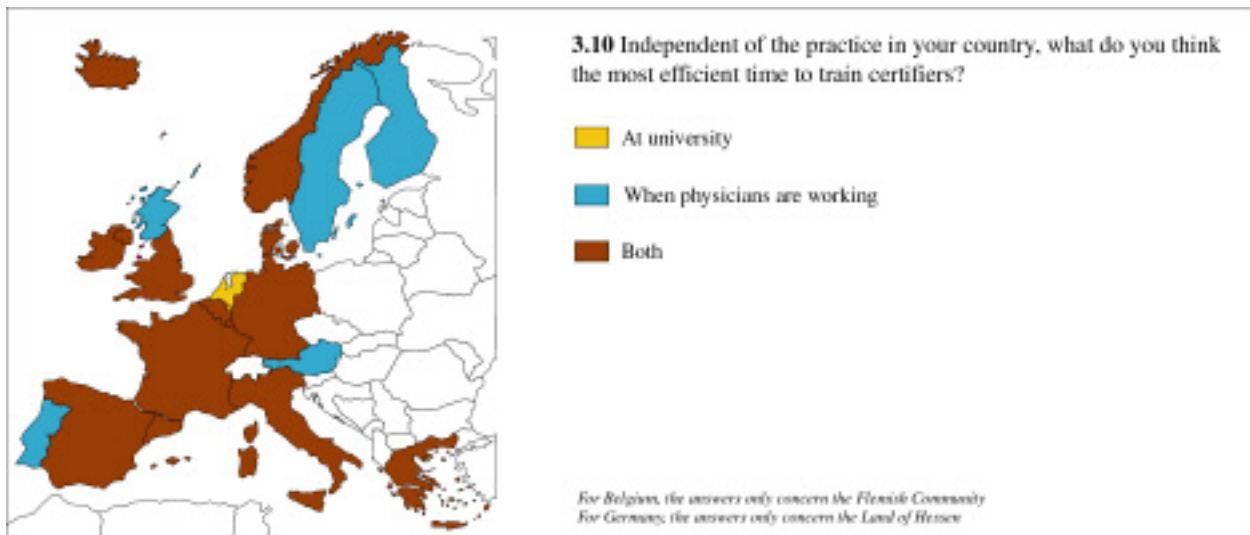 3.10 Independent of the practice in your country, what do you think
the most efficient time to train certifiers?
At university
When physicians are working
Both
For Belgium, the answers only concern the Flemish Community
For Germany, the answers only concern the Land of Hessen